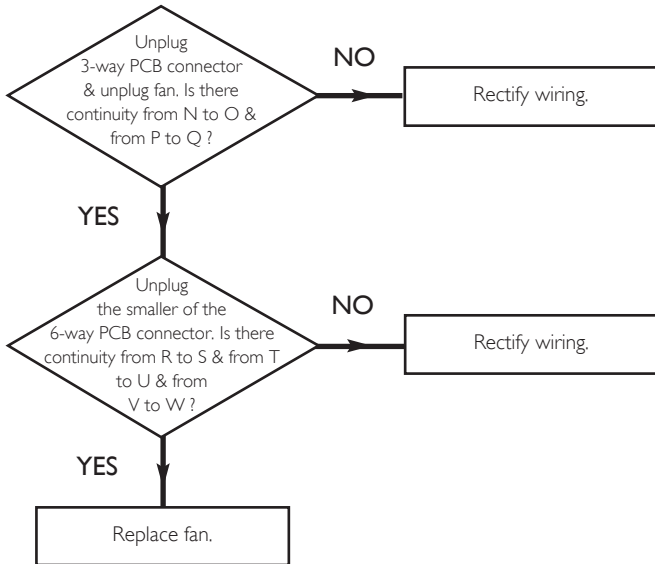 Unplug
3-way PCB connector
& unplug fan. Is there
continuity from N to O &
from P to Q ?
NO
Rectify wiring.
YES
Unplug
the smaller of the
6-way PCB connector. Is there
continuity from R to S & from T
to U & from
V to W ?
NO
Rectify wiring.
YES
Replace fan.